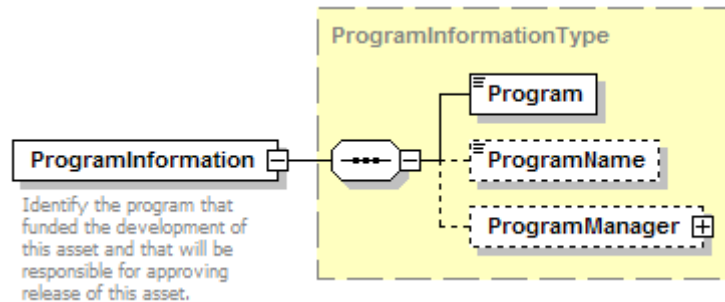 ProgramInformationType
Program
ProgramInformation
ProgramName
ProgramManager
Identify the program that
funded the development of
this asset and that will be
responsible for approving
release of this asset.